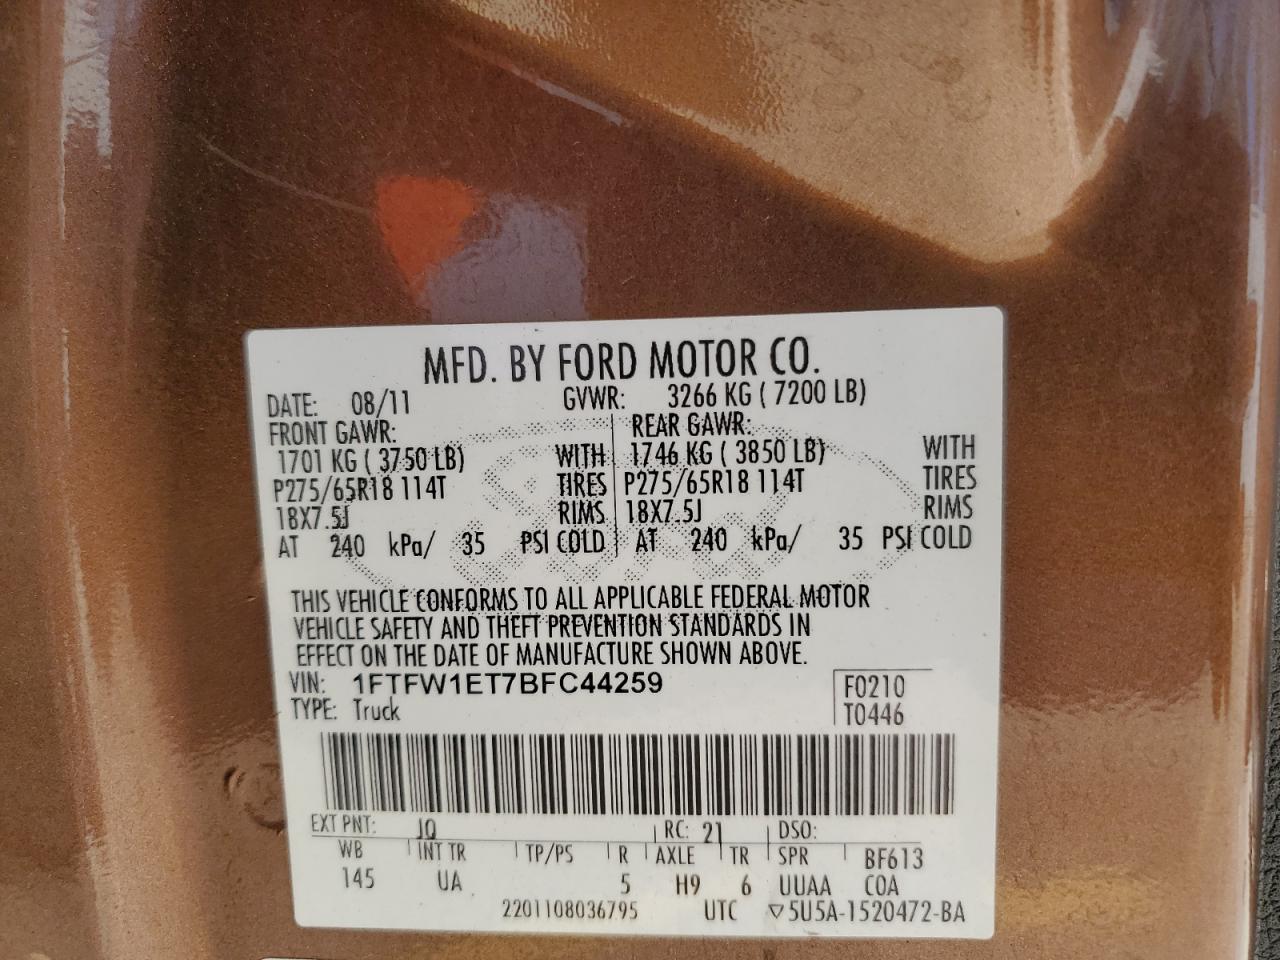 MFD. BY FORD MOTOR CO.
DATE: 08/11 GVWR: 3266 KG ( 7200 LB)
FRONT GAWR: REAR GAWR:
1701 KG ( 3750 LB) WITH 1746 KG ( 3850 LB) WITH
P275/65R18 114T TIRES P275/65R18 114T TIRES
18X7.5J RIMS 18X7.5J RIMS
AT 240 kPa/ 35 PSI COLD AT 240 kPa/ 35 PSI COLD
THIS VEHICLE CONFORMS TO ALL APPLICABLE FEDERAL MOTOR
VEHICLE SAFETY AND THEFT PREVENTION STANDARDS IN
EFFECT ON THE DATE OF MANUFACTURE SHOWN ABOVE.
VIN: 1FTFW1ET7BFC44259 F0210
TYPE: Truck T0446
EXT PNT: JQ RC: 21 DSO:
WB INT TR TP/PS R AXLE TR SPR BF613
145 UA 5 H9 6 UUAA COA
2201108036795 UTC ▽5U5A-1520472-BA